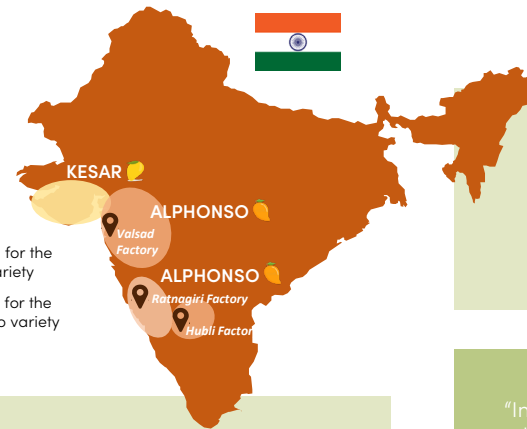 KESAR
ALPHONSO
Valsad
Factory
for the
ariety
ALPHONSO
for the
o variety
Ratnagiri Factory
Hubli Factor
"In